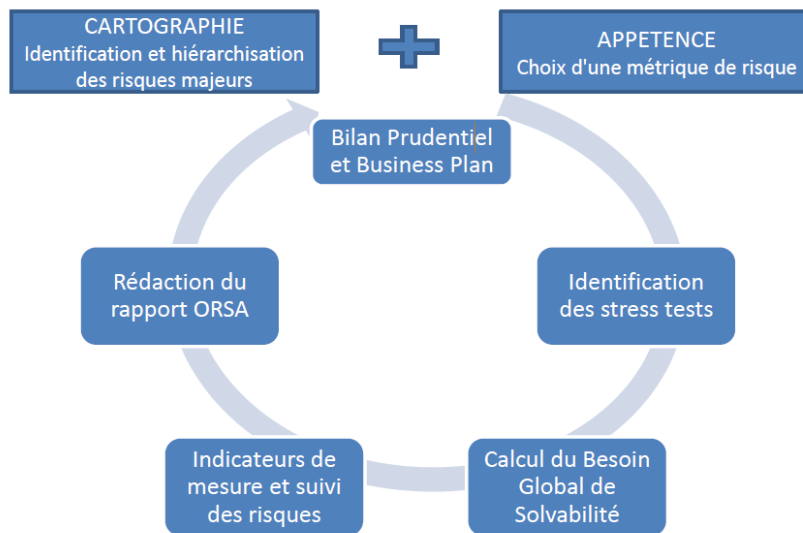 CARTOGRAPHIE
Identification et hiérarchisation
des risques majeurs
APPETENCE
Choix d'une métrique de risque
Bilan Prudentiel
et Business Plan
Identification
des stress tests
Calcul du Besoin
Global de
Solvabilité
Indicateurs de
mesure et suivi
des risques
Rédaction du
rapport ORSA